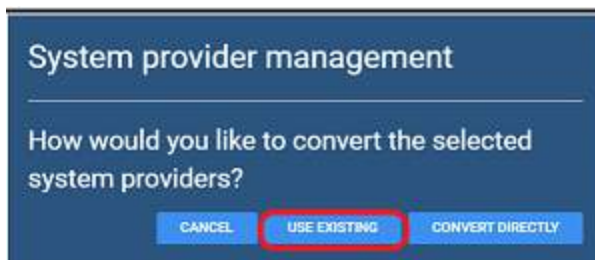 System provider management
How would you like to convert the selected
system providers?
CANCEL USE EXISTING CONVERT DIRECTLY